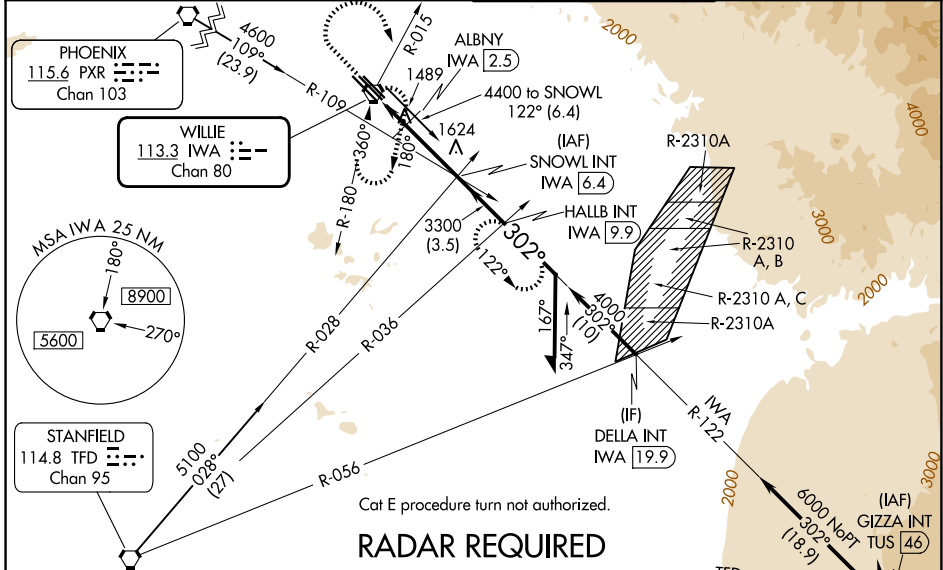 PHOENIX
115.6 PXR
Chan 103
4600
109°
(23.9)
R-109
R-015
ALBNY
IWA 2.5
1489
4400 to SNOWL
122° (6.4)
1624
WILLIE
113.3 IWA
Chan 80
360°
180°
R-180
(IAF)
SNOWL INT
IWA 6.4
HALLB INT
IWA 9.9
3300
(3.5)
302°
122°
R-2310A
R-2310
A, B
R-2310 A, C
R-2310A
2000
4000
3000
2000
MSA IWA 25 NM
180°
8900
5600
270°
R-028
R-036
167°
347°
4000
302°
(10)
(IF)
DELLA INT
IWA 19.9
IWA
R-122
STANFIELD
114.8 TFD
Chan 95
5100
028°
(27)
R-056
Cat E procedure turn not authorized.
RADAR REQUIRED
2000
3000
6000 NoPT
302°
(18.9)
(IAF)
GIZZA INT
TUS 46